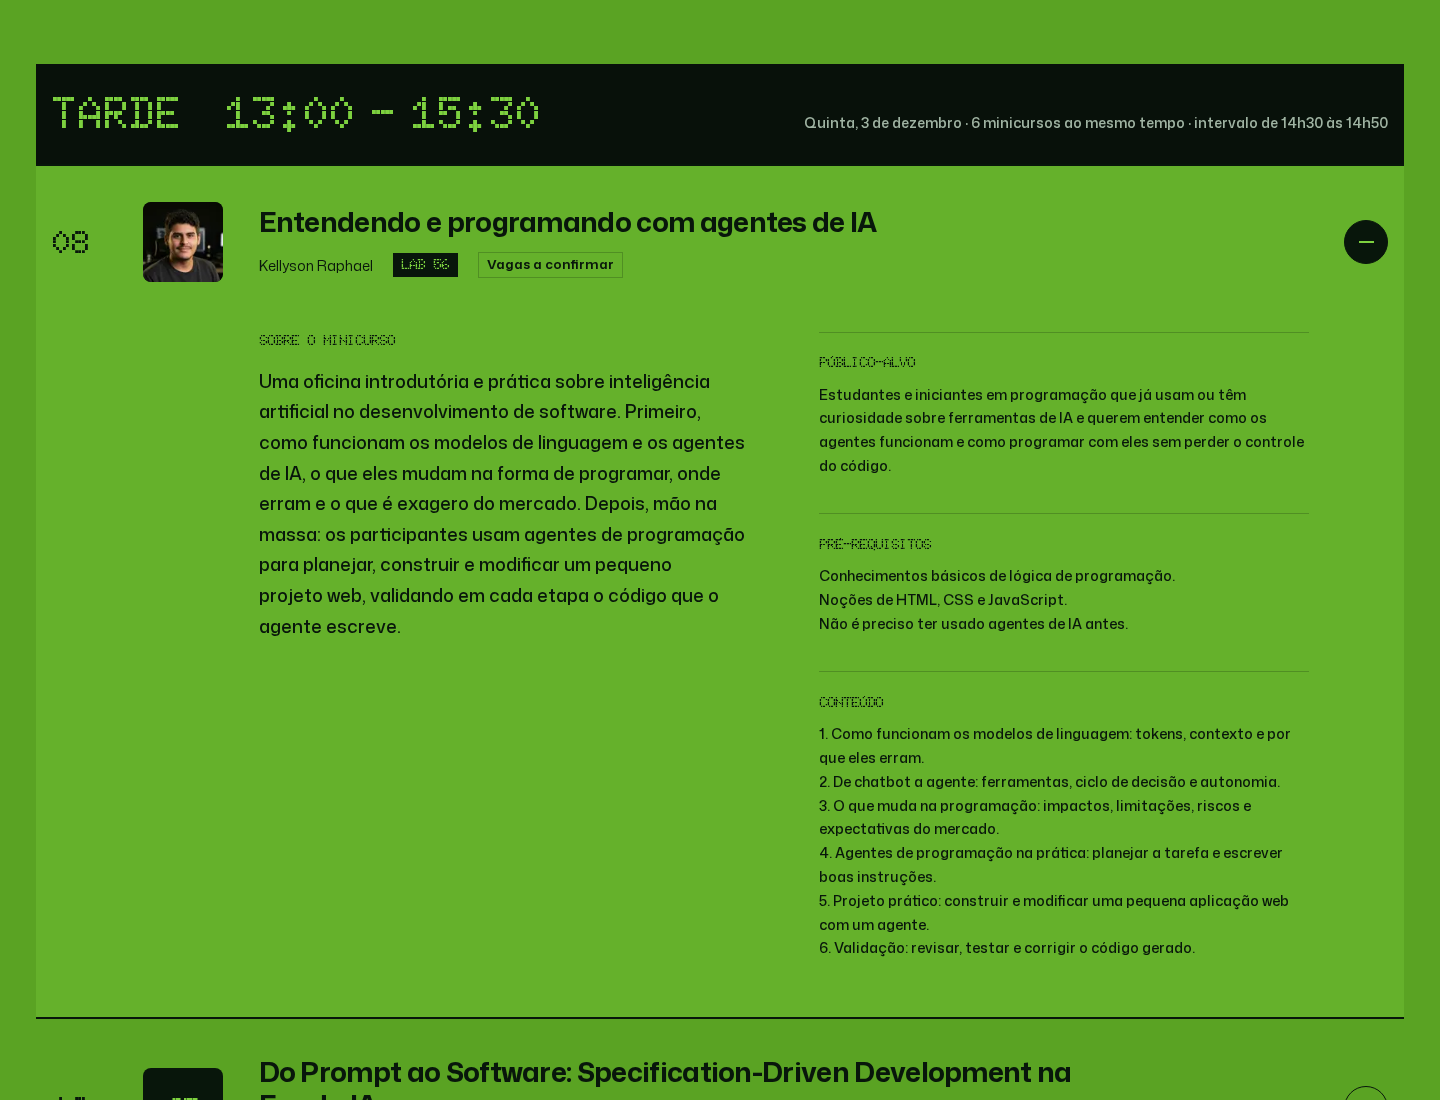 TARDE 13:00 - 15:30
Quinta, 3 de dezembro · 6 minicursos ao mesmo tempo · intervalo de 14h30 às 14h50
08
Entendendo e programando com agentes de IA
Kellyson Raphael
LAB 56
Vagas a confirmar
SOBRE O MINICURSO
Uma oficina introdutória e prática sobre inteligência
artificial no desenvolvimento de software. Primeiro,
como funcionam os modelos de linguagem e os agentes
de IA, o que eles mudam na forma de programar, onde
erram e o que é exagero do mercado. Depois, mão na
massa: os participantes usam agentes de programação
para planejar, construir e modificar um pequeno
projeto web, validando em cada etapa o código que o
agente escreve.
PÚBLICO-ALVO
Estudantes e iniciantes em programação que já usam ou têm
curiosidade sobre ferramentas de IA e querem entender como os
agentes funcionam e como programar com eles sem perder o controle
do código.
PRÉ-REQUISITOS
Conhecimentos básicos de lógica de programação.
Noções de HTML, CSS e JavaScript.
Não é preciso ter usado agentes de IA antes.
CONTEÚDO
1. Como funcionam os modelos de linguagem: tokens, contexto e por
que eles erram.
2. De chatbot a agente: ferramentas, ciclo de decisão e autonomia.
3. O que muda na programação: impactos, limitações, riscos e
expectativas do mercado.
4. Agentes de programação na prática: planejar a tarefa e escrever
boas instruções.
5. Projeto prático: construir e modificar uma pequena aplicação web
com um agente.
6. Validação: revisar, testar e corrigir o código gerado.
Do Prompt ao Software: Specification-Driven Development na